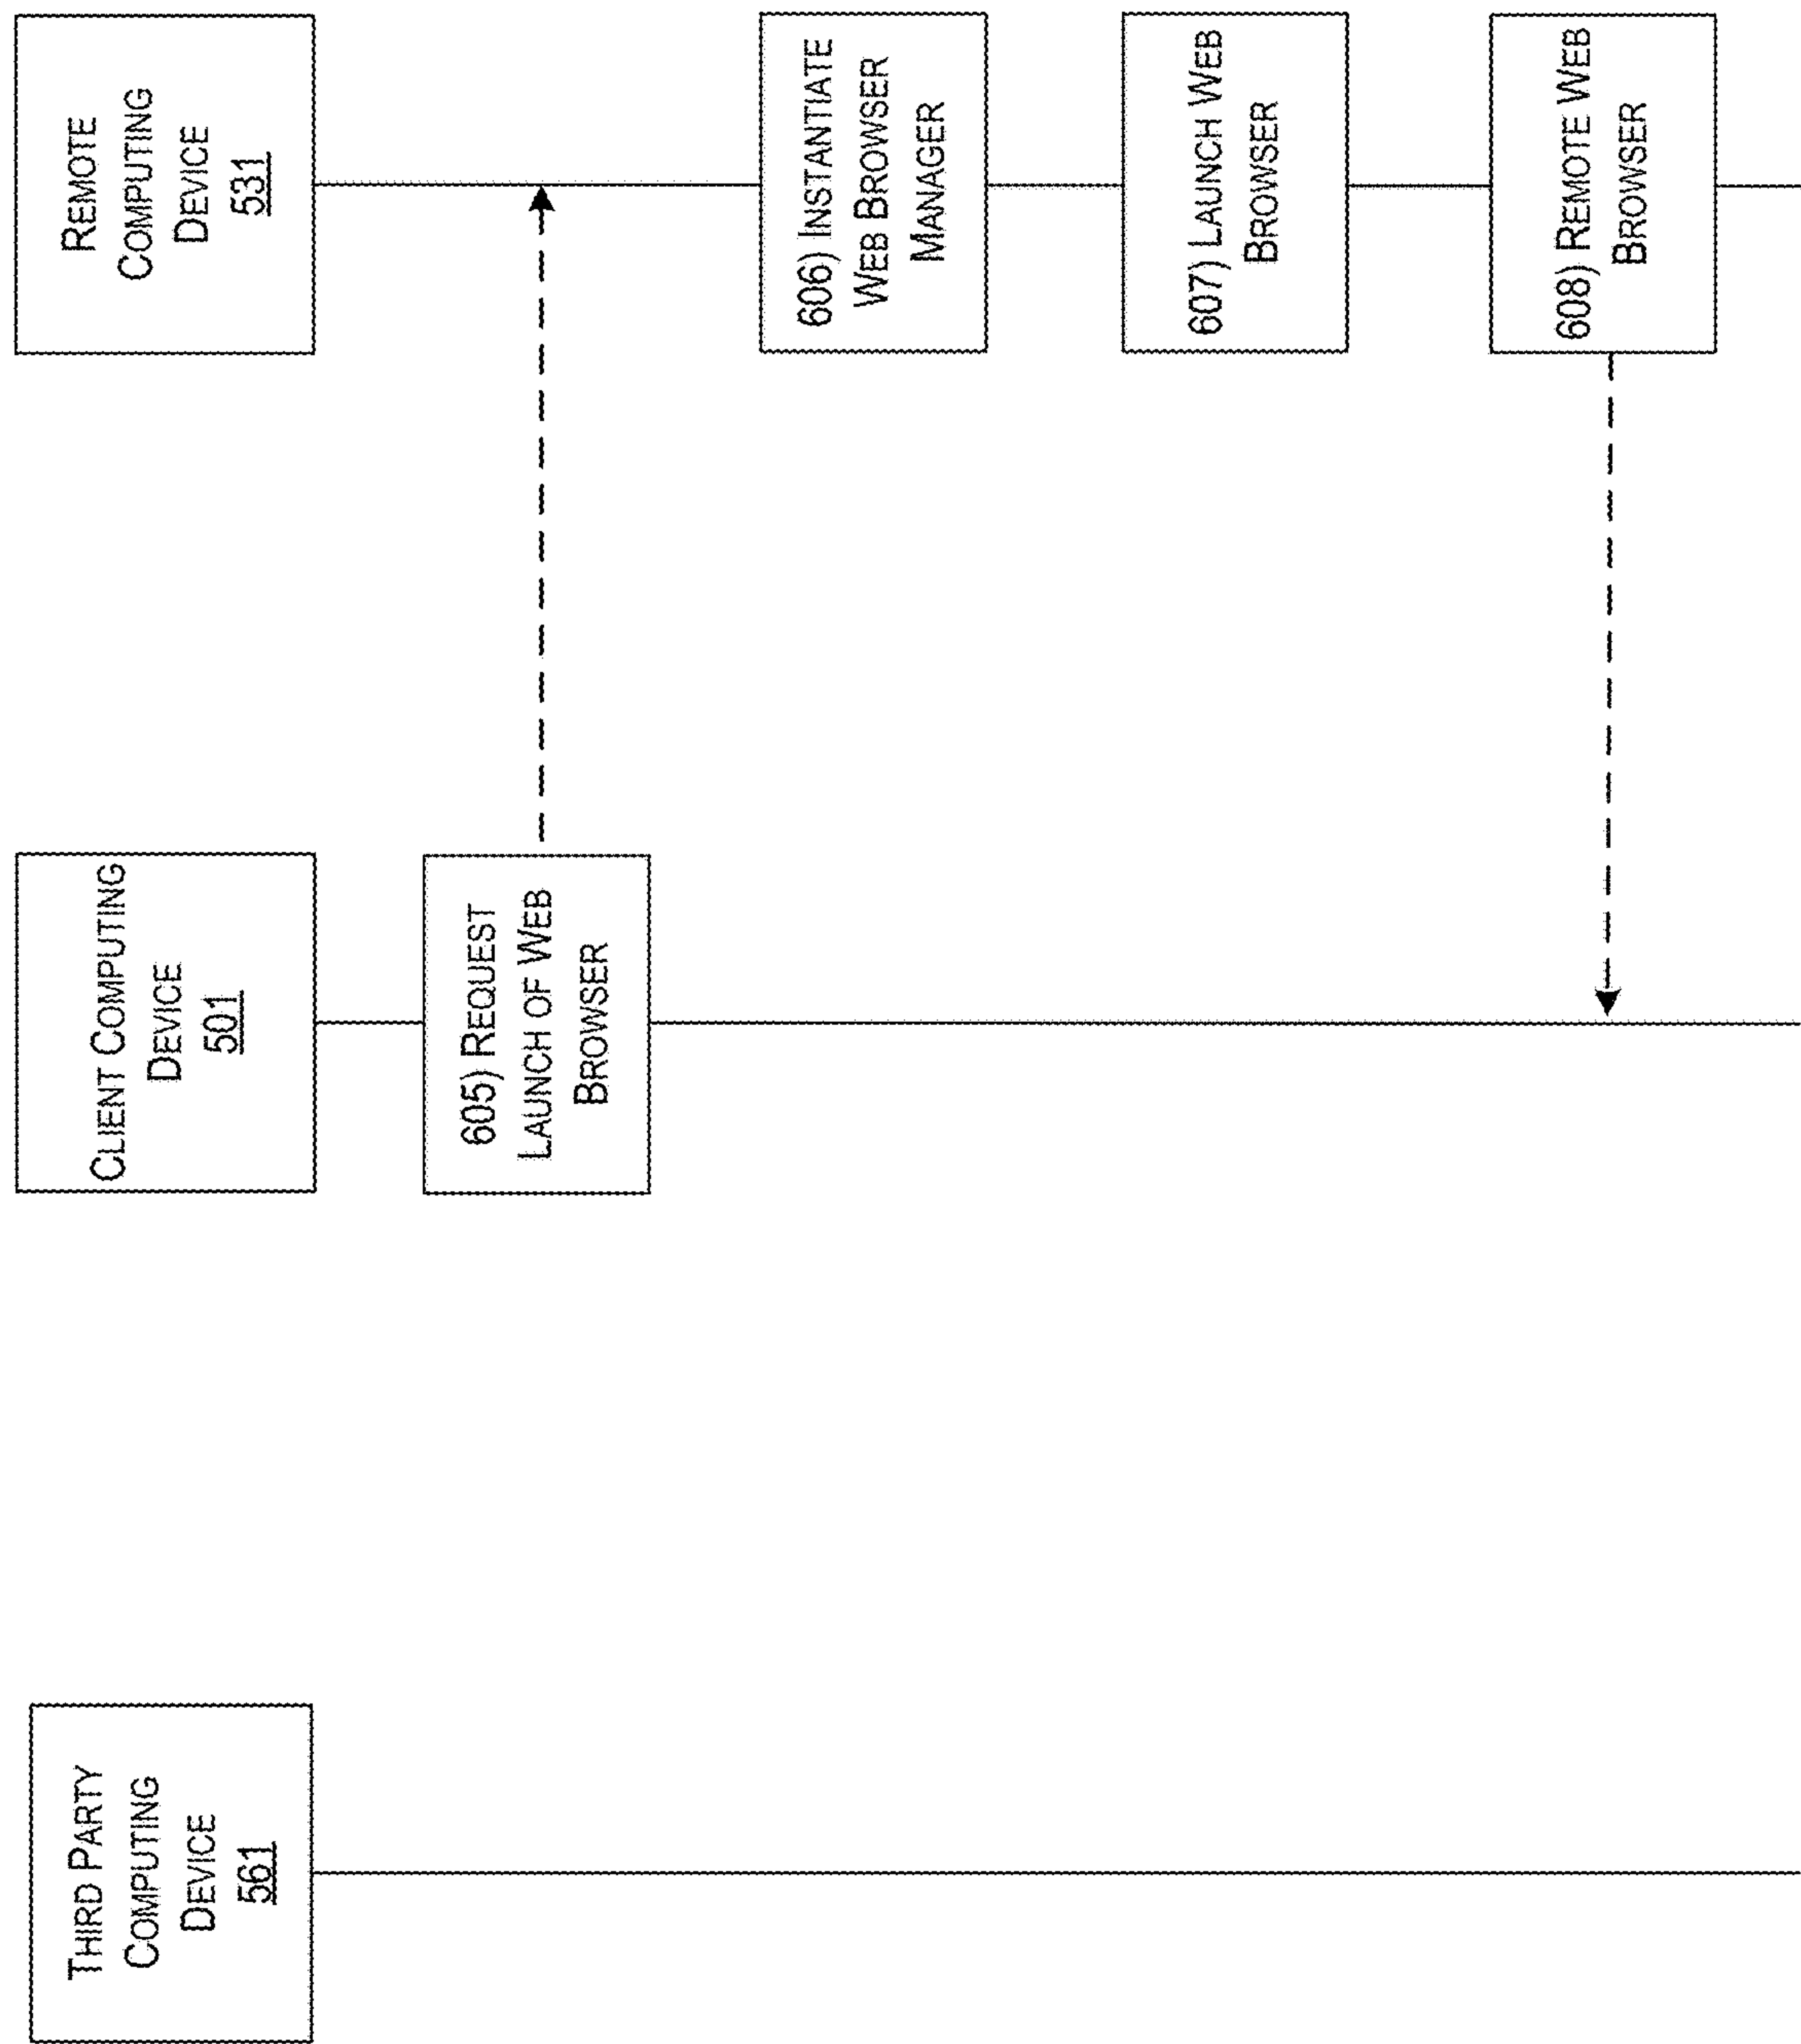 THIRD PARTY
COMPUTING
DEVICE
561
CLIENT COMPUTING
DEVICE
501
REMOTE
COMPUTING
DEVICE
531
605) REQUEST
LAUNCH OF WEB
BROWSER
606) INSTANTIATE
WEB BROWSER
MANAGER
607) LAUNCH WEB
BROWSER
608) REMOTE WEB
BROWSER